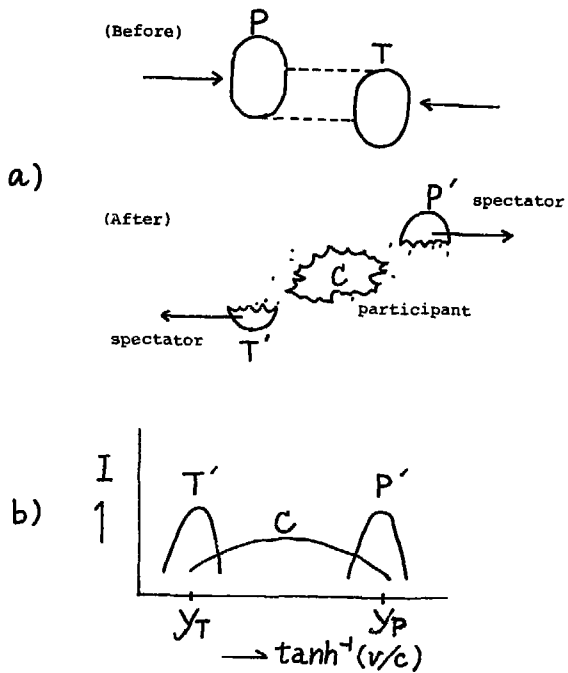 (Before)
P
T
a)
(After)
P′
spectator
C
participant
spectator
T′
b)
I
T′
C
P′
y_T
y_P
tanh⁻¹(v/c)